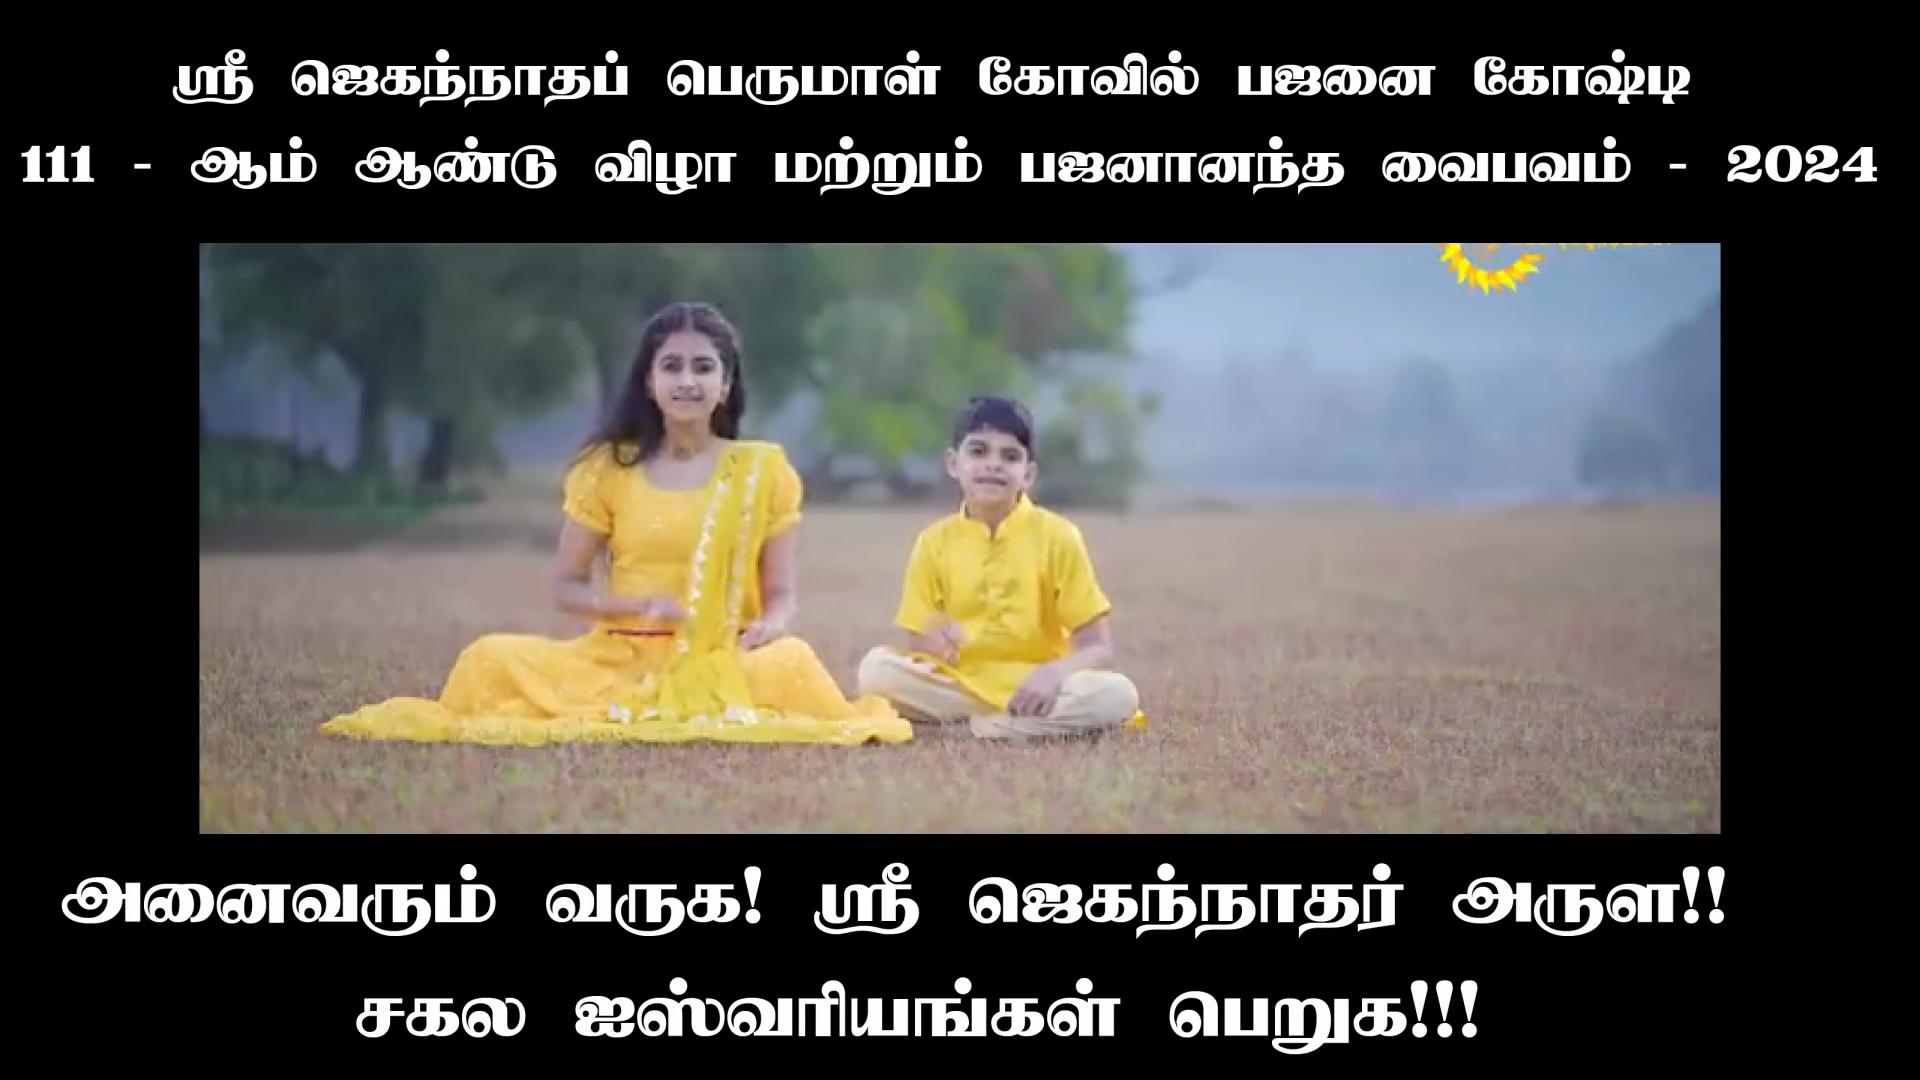 ஸ்ரீ ஜெகந்நாதப் பெருமாள் கோவில் பஜனை கோஷ்டி
111 - ஆம் ஆண்டு விழா மற்றும் பஜனானந்த வைபவம் - 2024
அனைவரும் வருக! ஸ்ரீ ஜெகந்நாதர் அருள!!
சகல ஐஸ்வரியங்கள் பெறுக!!!